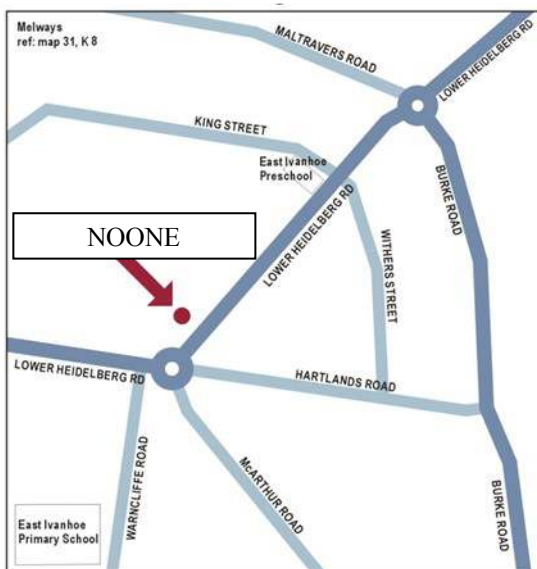 Melways
ref: map 31, K 8
MALTRAVERS ROAD
LOWER HEIDELBERG RD
KING STREET
East Ivanhoe
Preschool
LOWER HEIDELBERG RD
BURKE ROAD
NOONE
WITHERS STREET
LOWER HEIDELBERG RD
HARTLANDS ROAD
WARNCLIFFE ROAD
McARTHUR ROAD
BURKE ROAD
East Ivanhoe
Primary School